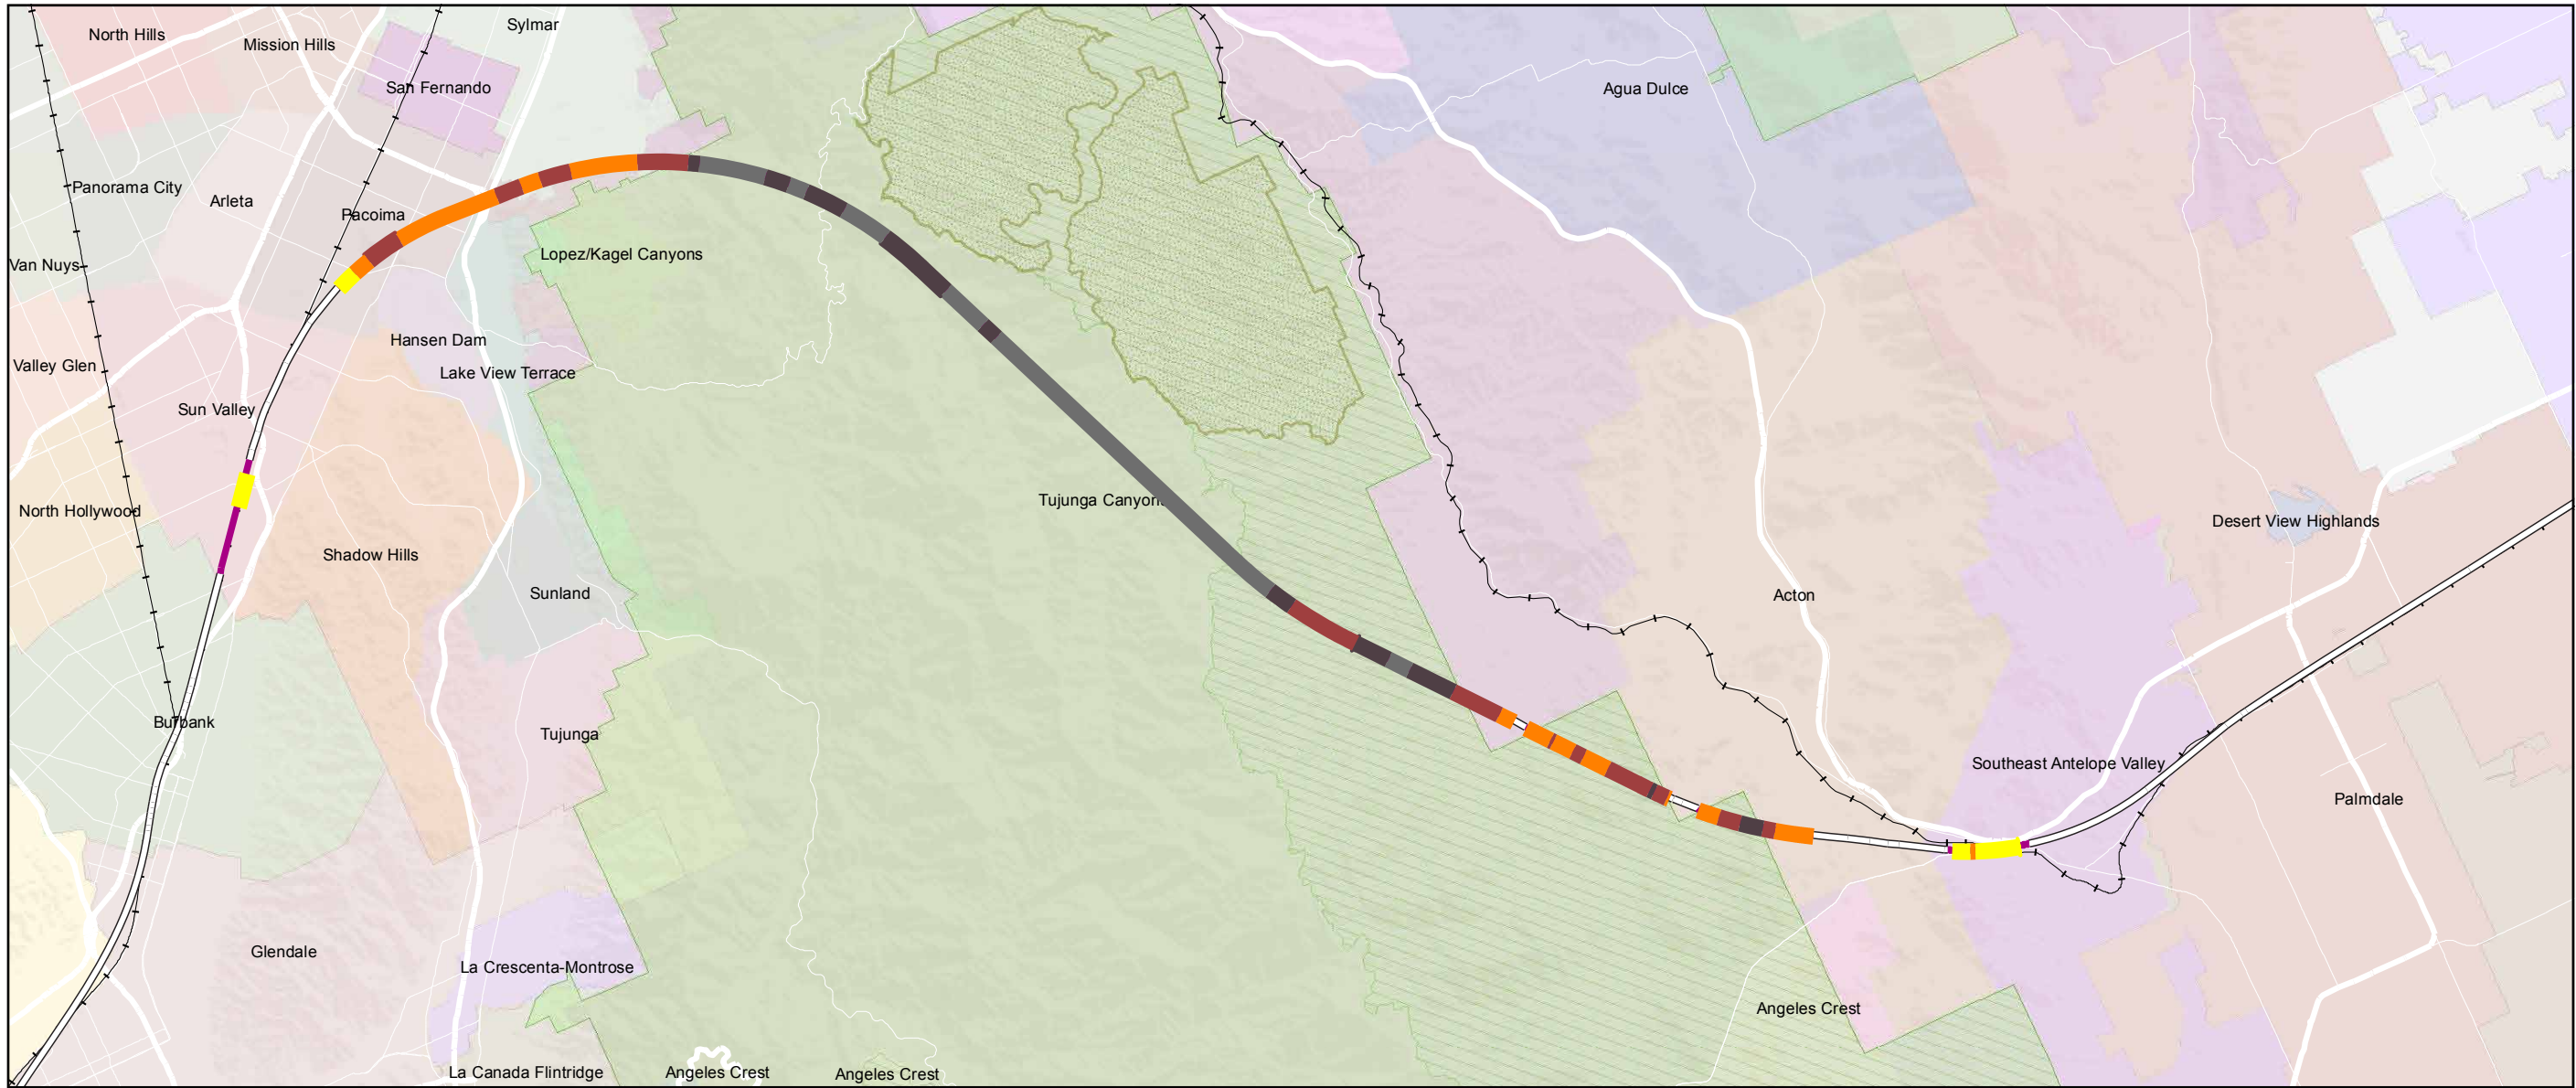 Sylmar
North Hills
Mission Hills
San Fernando
Agua Dulce
Panorama City
Arleta
Pacoima
Lopez/Kagel Canyons
Van Nuys
Hansen Dam
Valley Glen
Lake View Terrace
Sun Valley
Tujunga Canyons
North Hollywood
Desert View Highlands
Shadow Hills
Sunland
Acton
Burbank
Tujunga
Southeast Antelope Valley
Palmdale
Glendale
La Crescenta-Montrose
Angeles Crest
La Canada Flintridge
Angeles Crest
Angeles Crest